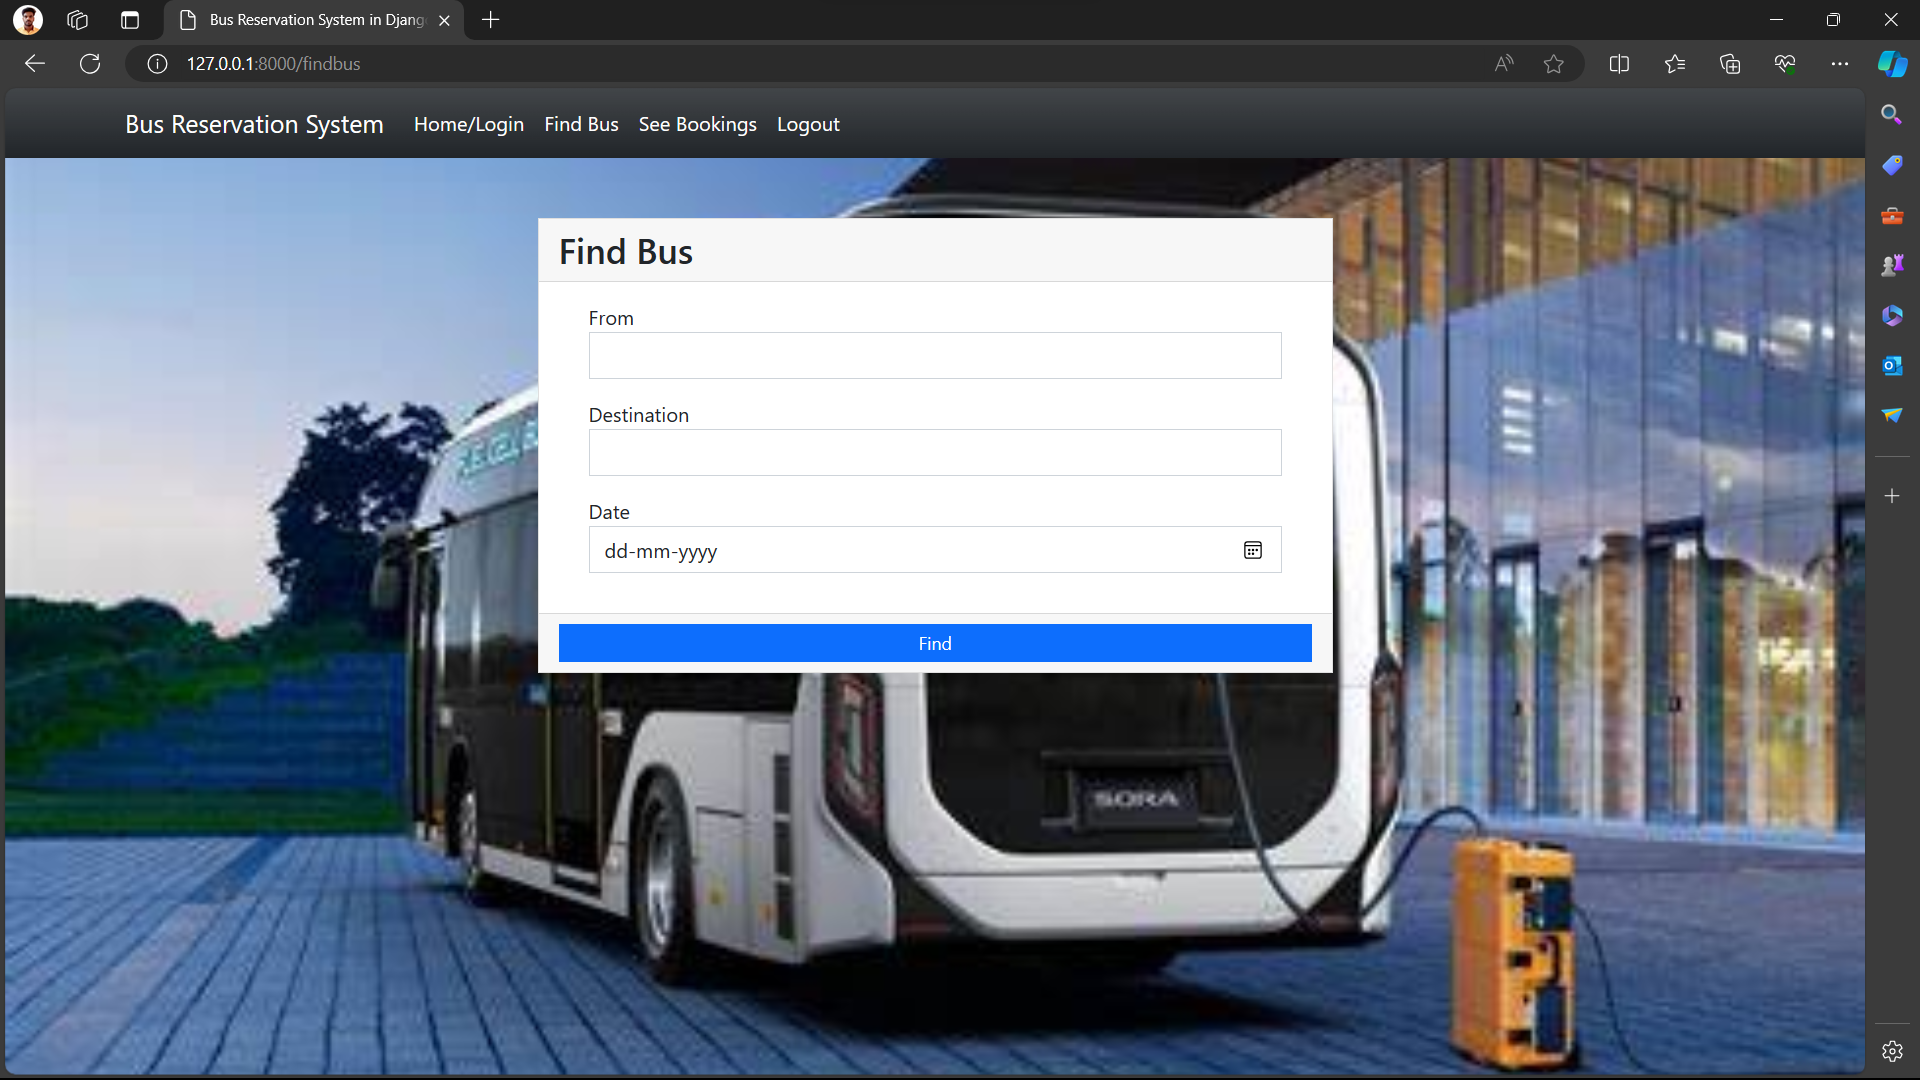 Bus Reservation System in Djang
127.0.0.1:8000/findbus
Bus Reservation System
Home/Login
Find Bus
See Bookings
Logout
Find Bus
From
Destination
Date
dd-mm-yyyy
Find
SORA